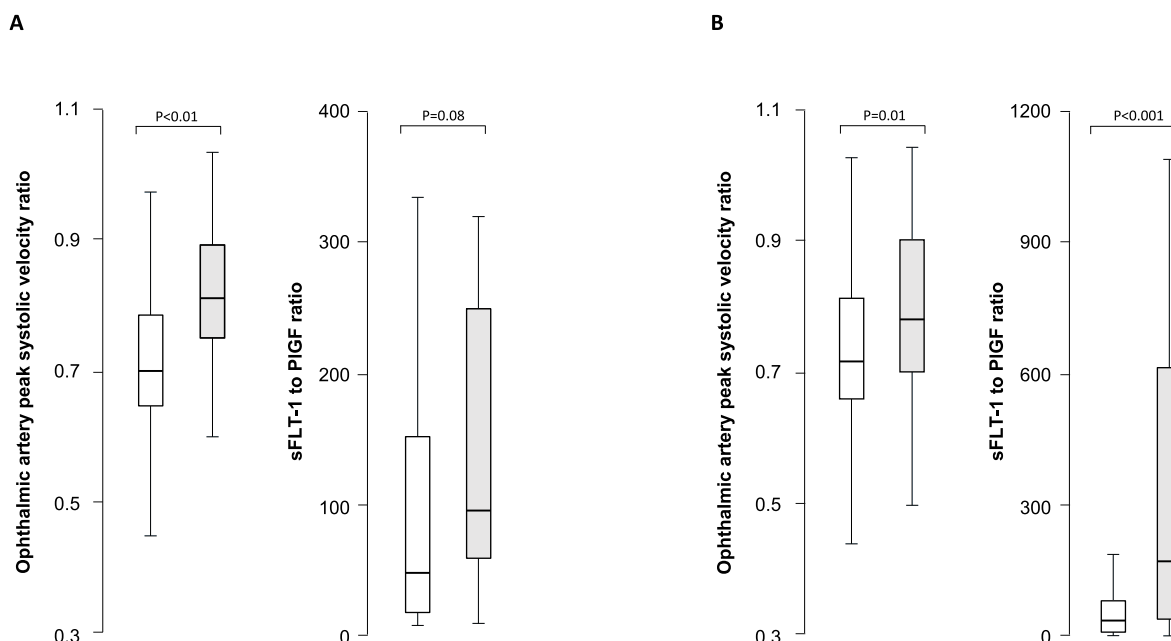 A
B
Ophthalmic artery peak systolic velocity ratio
1.1
0.9
0.7
0.5
0.3
P<0.01
sFLT-1 to PlGF ratio
400
300
200
100
0
P=0.08
Ophthalmic artery peak systolic velocity ratio
1.1
0.9
0.7
0.5
0.3
P=0.01
sFLT-1 to PlGF ratio
1200
900
600
300
0
P<0.001